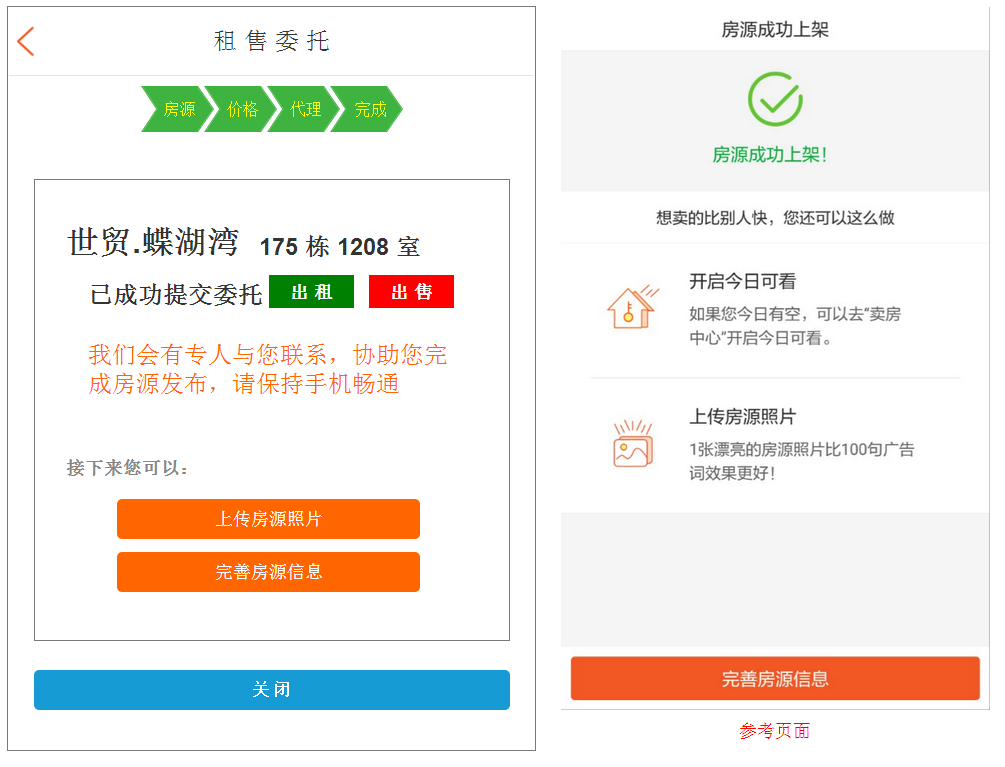 租售委托
房源 价格 代理 完成
世贸.蝶湖湾 175 栋 1208 室
已成功提交委托 出租 出售
我们会有专人与您联系，协助您完
成房源发布，请保持手机畅通
接下来您可以：
上传房源照片
完善房源信息
关闭
房源成功上架
房源成功上架！
想卖的比别人快，您还可以这么做
开启今日可看
如果您今日有空，可以去“卖房
中心”开启今日可看。
上传房源照片
1张漂亮的房源照片比100句广告
词效果更好！
完善房源信息
参考页面